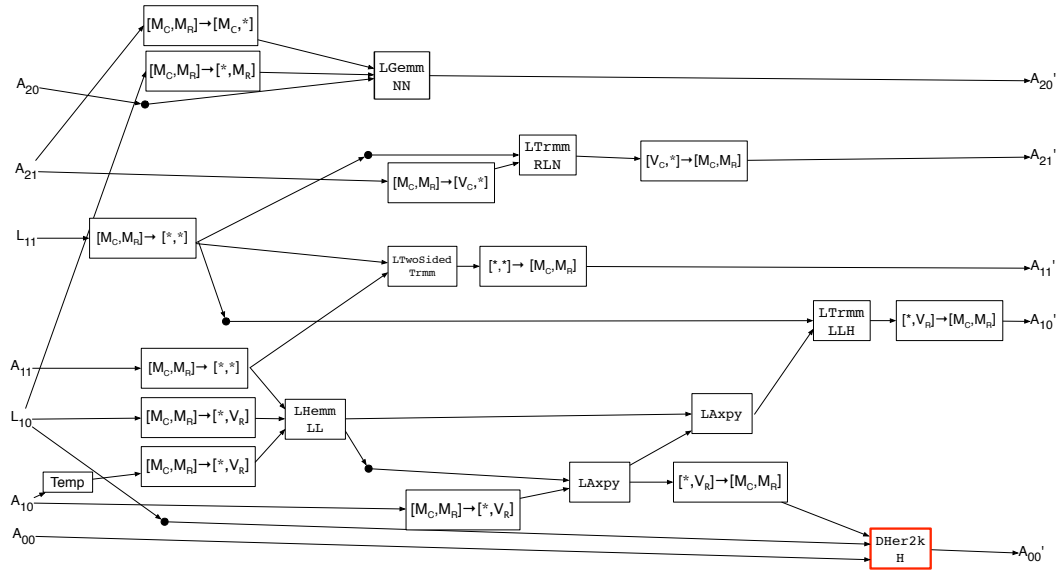 [M_C,M_R]→[M_C,*]
[M_C,M_R]→[*,M_R]
LGemm
NN
A_20
A_20'
LTrmm
RLN
[V_C,*]→[M_C,M_R]
A_21'
A_21
[M_C,M_R]→[V_C,*]
L_11
[M_C,M_R]→ [*,*]
LTwoSided
Trmm
[*,*]→ [M_C,M_R]
A_11'
LTrmm
LLH
[*,V_R]→[M_C,M_R]
A_10'
A_11
[M_C,M_R]→ [*,*]
L_10
[M_C,M_R]→[*,V_R]
LHemm
LL
LAxpy
[M_C,M_R]→[*,V_R]
Temp
LAxpy
[*,V_R]→[M_C,M_R]
A_10
[M_C,M_R]→[*,V_R]
A_00
DHer2k
H
A_00'